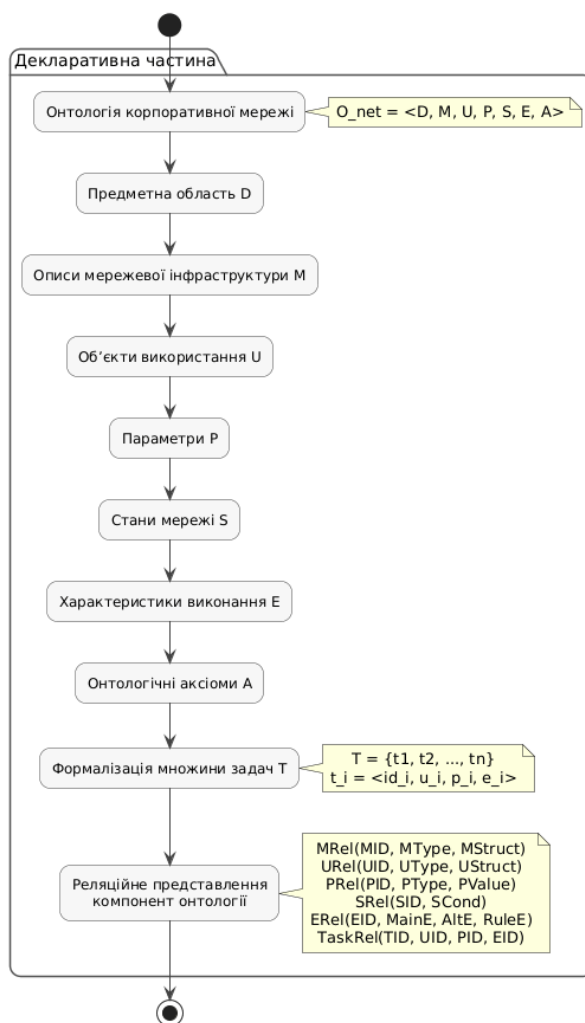 Декларативна частина
Онтологія корпоративної мережі
O_net = <D, M, U, P, S, E, A>
Предметна область D
Описи мережевої інфраструктури M
Об’єкти використання U
Параметри P
Стани мережі S
Характеристики виконання E
Онтологічні аксіоми A
Формалізація множини задач T
T = {t1, t2, ..., tn}
t_i = <id_i, u_i, p_i, e_i>
Реляційне представлення
компонент онтології
MRel(MID, MType, MStruct)
URel(UID, UType, UStruct)
PRel(PID, PType, PValue)
SRel(SID, SCond)
ERel(EID, MainE, AltE, RuleE)
TaskRel(TID, UID, PID, EID)